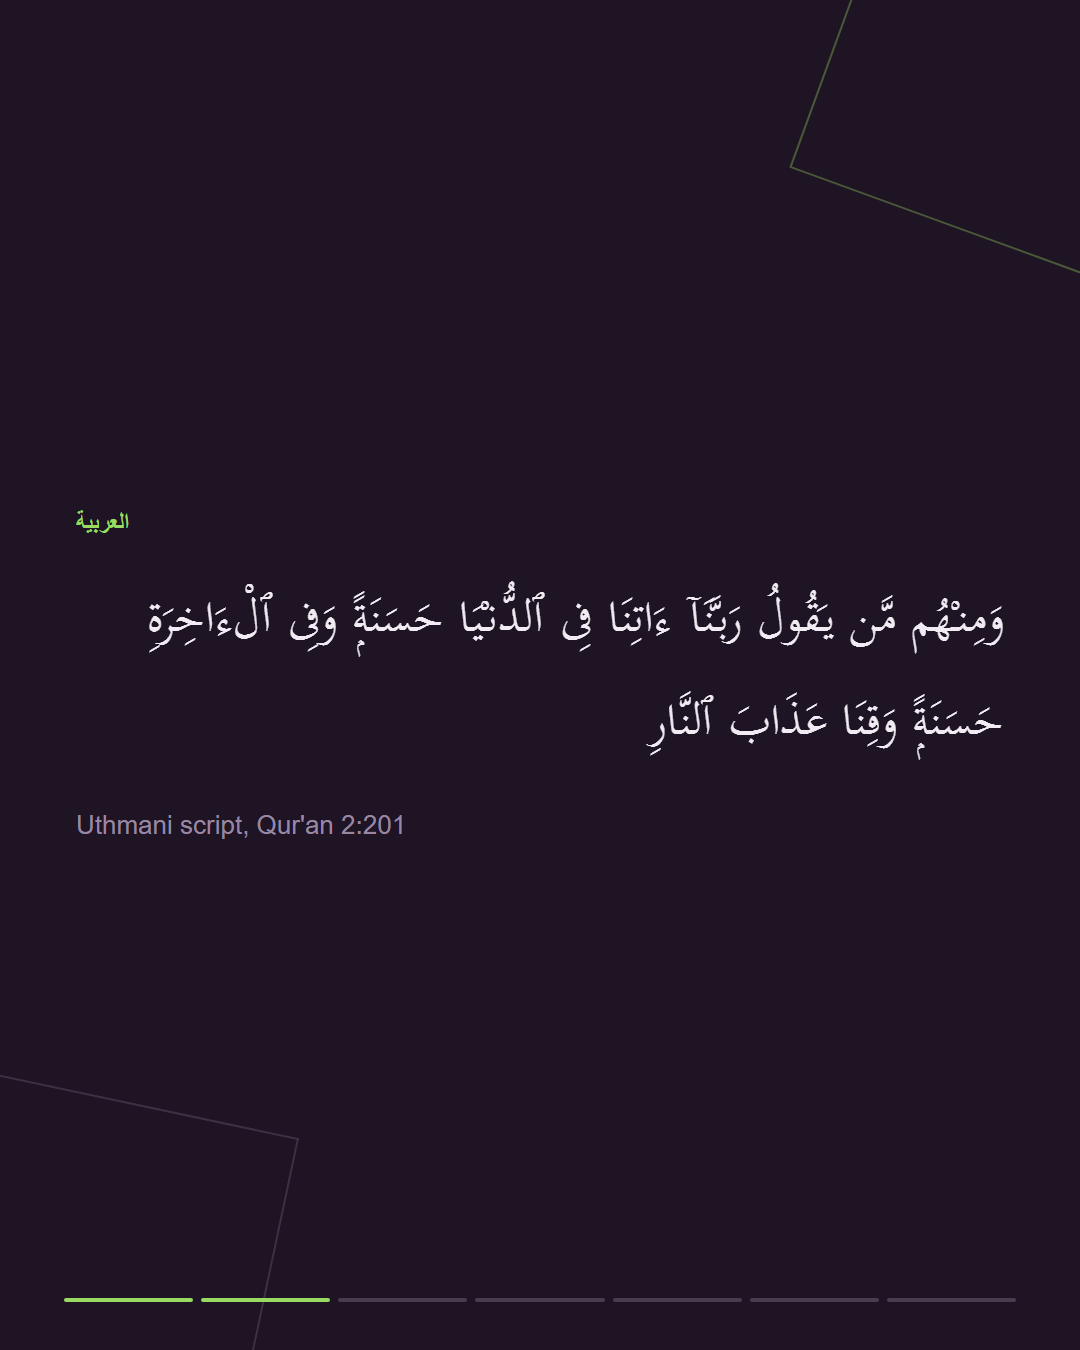 العربية
وَمِنْهُم مَّن يَقُولُ رَبَّنَآ ءَاتِنَا فِى ٱلدُّنْيَا حَسَنَةًۭ وَفِى ٱلْءَاخِرَةِ
حَسَنَةًۭ وَقِنَا عَذَابَ ٱلنَّارِ
Uthmani script, Qur'an 2:201